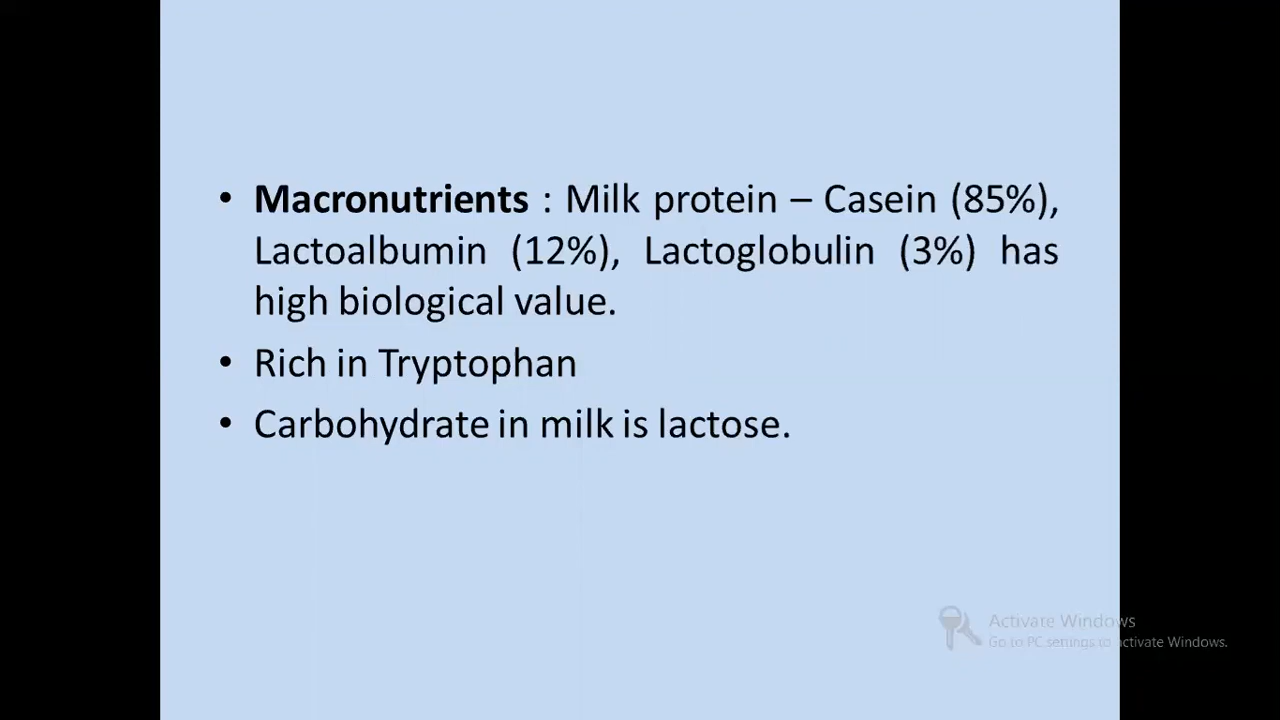 • Macronutrients : Milk protein – Casein (85%),
Lactoalbumin (12%), Lactoglobulin (3%) has
high biological value.
• Rich in Tryptophan
• Carbohydrate in milk is lactose.
Activate Windows
Go to PC settings to activate Windows.